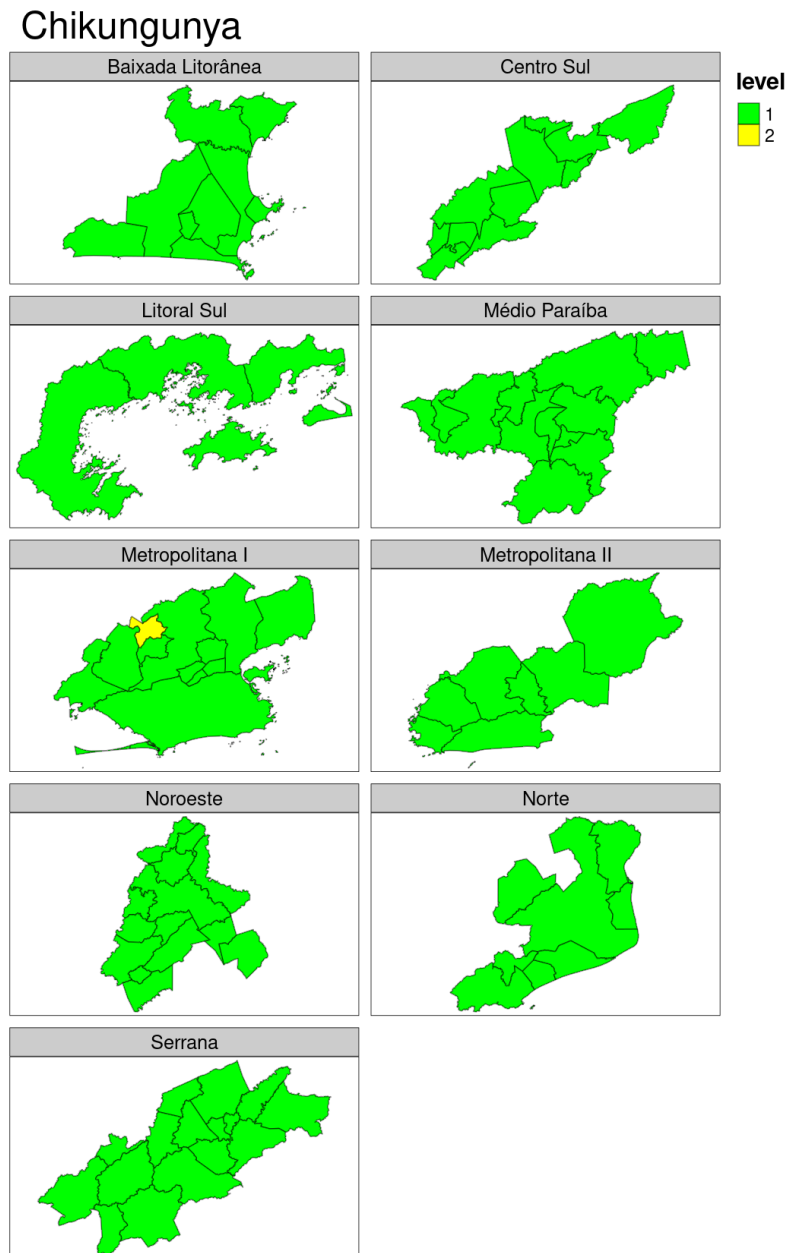 Chikungunya
Baixada Litorânea
Centro Sul
level
1
2
Litoral Sul
Médio Paraíba
Metropolitana I
Metropolitana II
Noroeste
Norte
Serrana